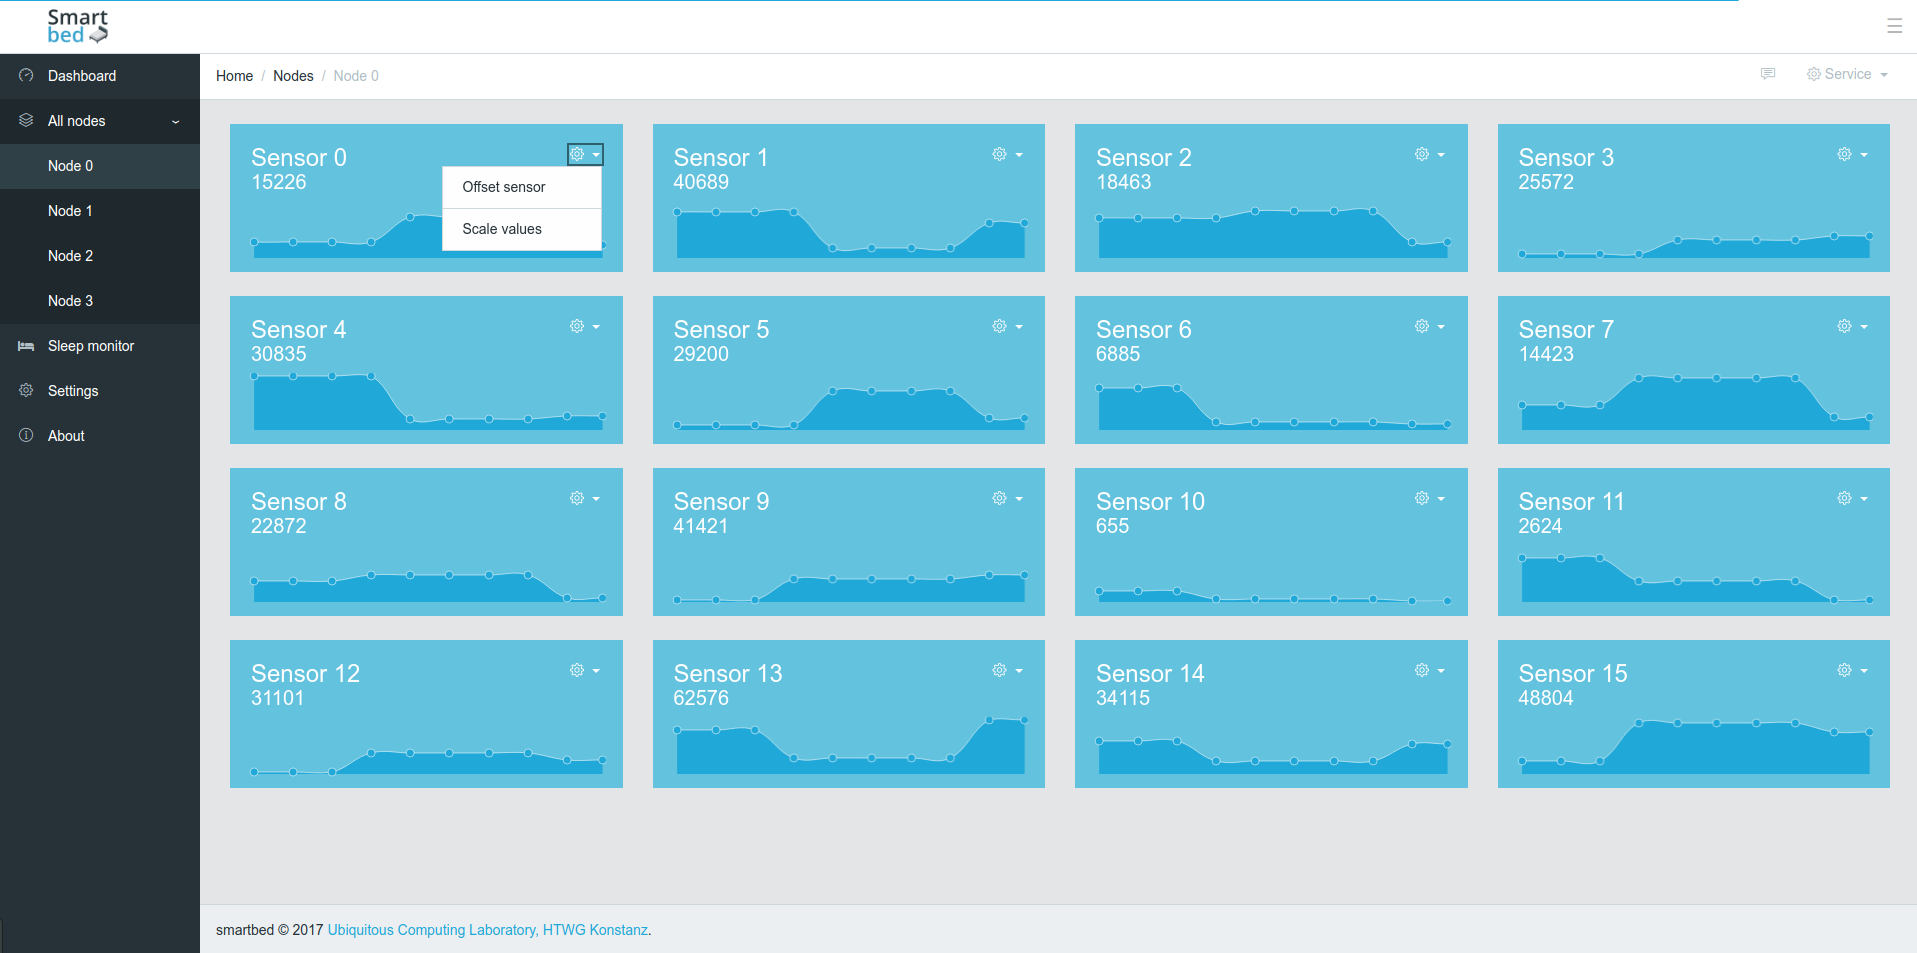 Smart
bed
Dashboard
All nodes
Node 0
Node 1
Node 2
Node 3
Sleep monitor
Settings
About
Home / Nodes / Node 0
Service
Sensor 0
15226
Offset sensor
Scale values
Sensor 1
40689
Sensor 2
18463
Sensor 3
25572
Sensor 4
30835
Sensor 5
29200
Sensor 6
6885
Sensor 7
14423
Sensor 8
22872
Sensor 9
41421
Sensor 10
655
Sensor 11
2624
Sensor 12
31101
Sensor 13
62576
Sensor 14
34115
Sensor 15
48804
smartbed © 2017 Ubiquitous Computing Laboratory, HTWG Konstanz.